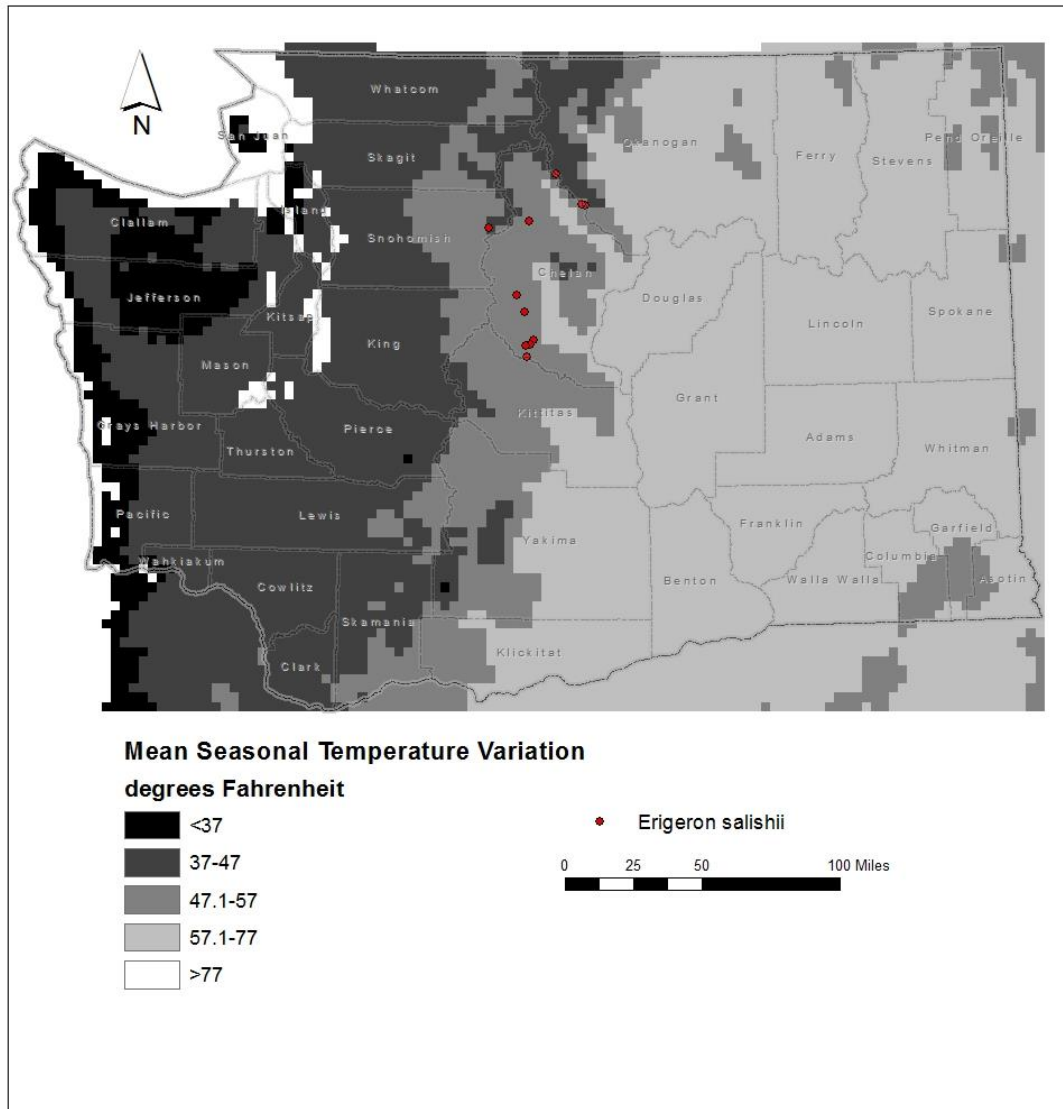 N
Whatcom
San Juan
Skagit
Okanogan
Ferry
Stevens
Pend Oreille
Island
Clallam
Snohomish
Chelan
Jefferson
Kitsap
Douglas
Lincoln
Spokane
King
Mason
Grant
Kittitas
Grays Harbor
Pierce
Adams
Whitman
Thurston
Pacific
Lewis
Yakima
Franklin
Garfield
Wahkiakum
Columbia
Cowlitz
Benton
Walla Walla
Asotin
Skamania
Klickitat
Clark
Mean Seasonal Temperature Variation
degrees Fahrenheit
<37
37-47
47.1-57
57.1-77
>77
Erigeron salishii
0 25 50 100 Miles